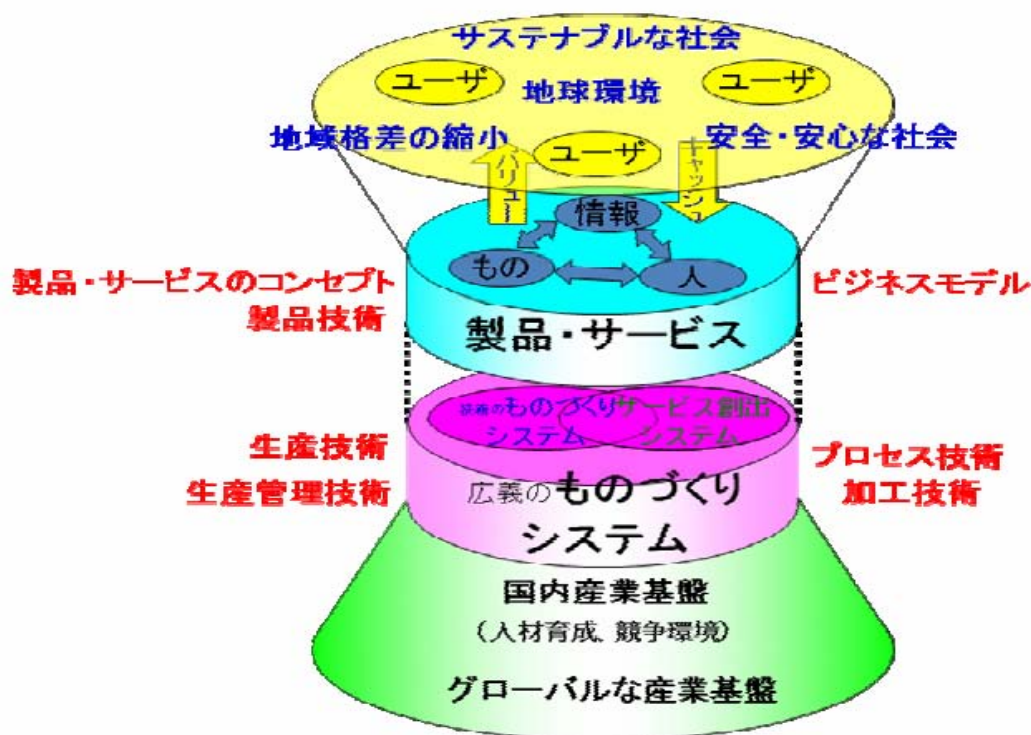 サステナブルな社会
ユーザ
地球環境
ユーザ
地域格差の縮小
ユーザ
安全・安心な社会
バリュー
キャッシュ
情報
もの
人
製品・サービスのコンセプト
製品技術
ビジネスモデル
製品・サービス
狭義のものづくり
システム
サービス創出
システム
生産技術
生産管理技術
プロセス技術
加工技術
広義のものづくり
システム
国内産業基盤
（人材育成、競争環境）
グローバルな産業基盤